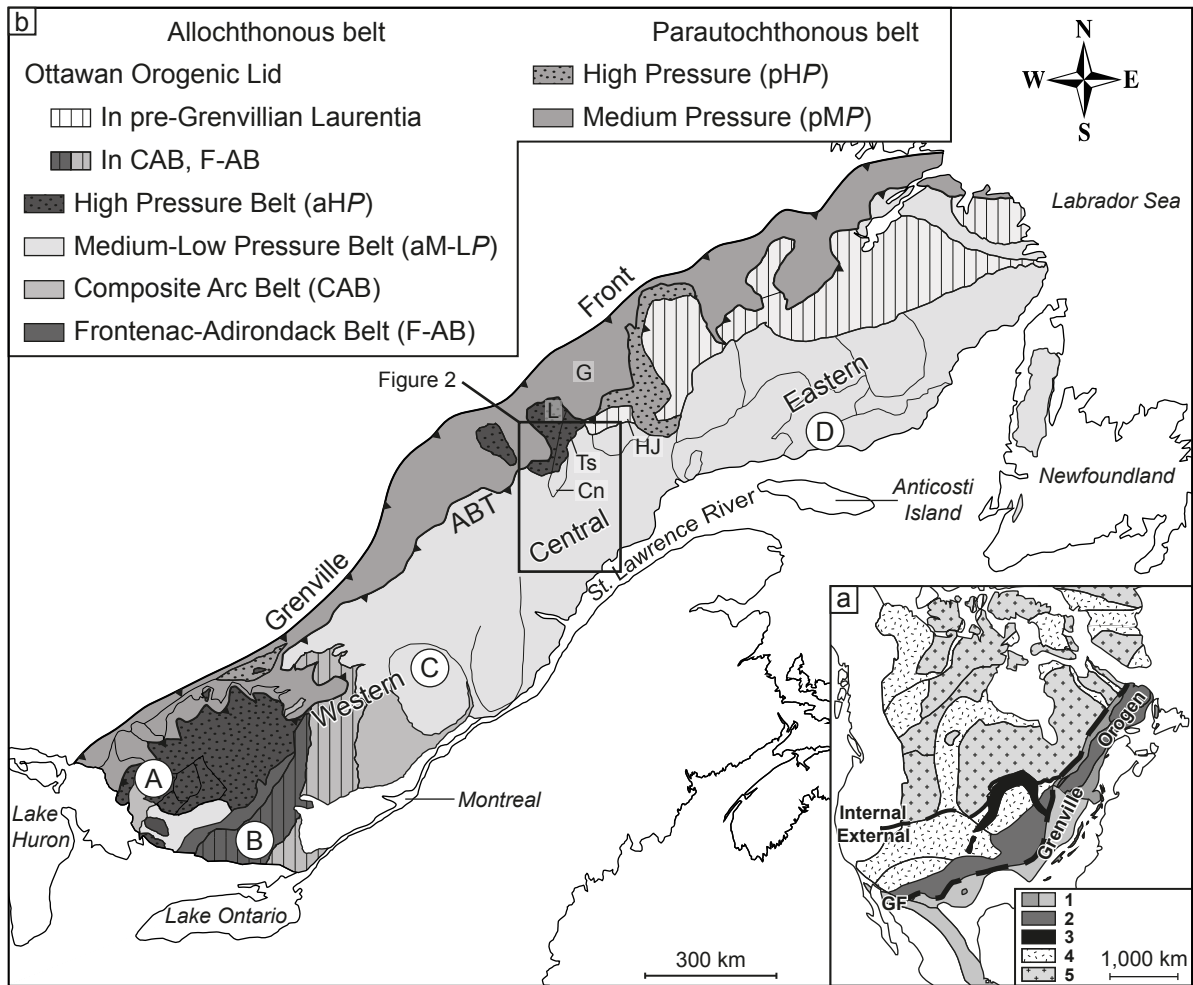 b
Allochthonous belt
Ottawan Orogenic Lid
In pre-Grenvillian Laurentia
In CAB, F-AB
High Pressure Belt (aHP)
Medium-Low Pressure Belt (aM-LP)
Composite Arc Belt (CAB)
Frontenac-Adirondack Belt (F-AB)
Parautochthonous belt
High Pressure (pHP)
Medium Pressure (pMP)
N
W
E
S
Labrador Sea
Front
Figure 2
G
L
Eastern
D
HJ
Ts
Cn
Newfoundland
Anticosti
Island
ABT
Central
St. Lawrence River
Grenville
C
Western
A
Montreal
Lake
Huron
B
Lake Ontario
300 km
a
Orogen
Internal
External
Grenville
GF
1
2
3
4
5
1,000 km